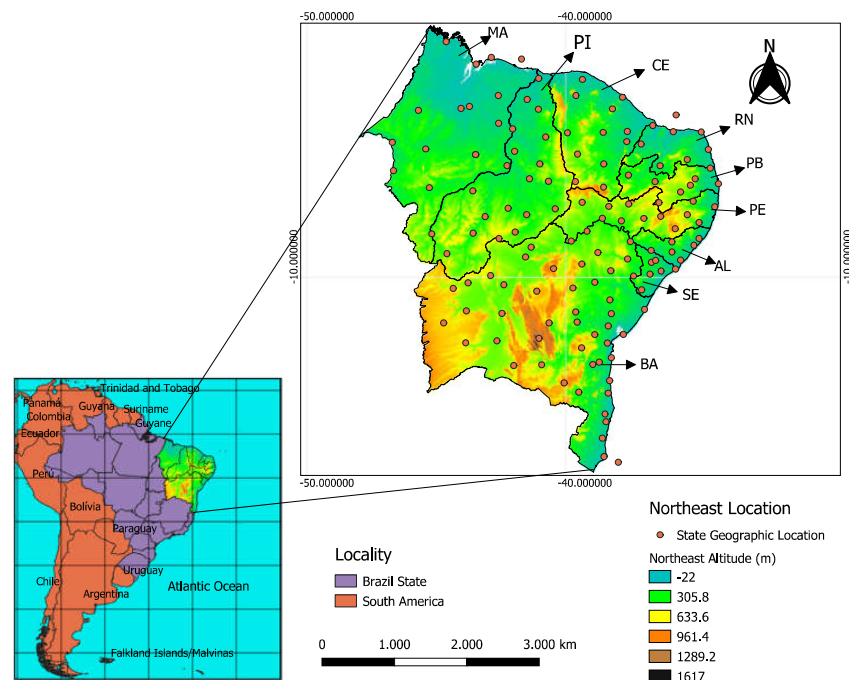 -50.000000
-40.000000
MA
PI
CE
N
RN
PB
PE
AL
SE
BA
-10.000000
-10.000000
-50.000000
-40.000000
Trinidad and Tobago
Panamá
Guyana
Suriname
Colombia
Guyane
Ecuador
Perú
Bolívia
Paraguay
Uruguay
Chile
Argentina
Atlantic Ocean
Falkland Islands/Malvinas
Locality
Brazil State
South America
0 1.000 2.000 3.000 km
Northeast Location
State Geographic Location
Northeast Altitude (m)
-22
305.8
633.6
961.4
1289.2
1617